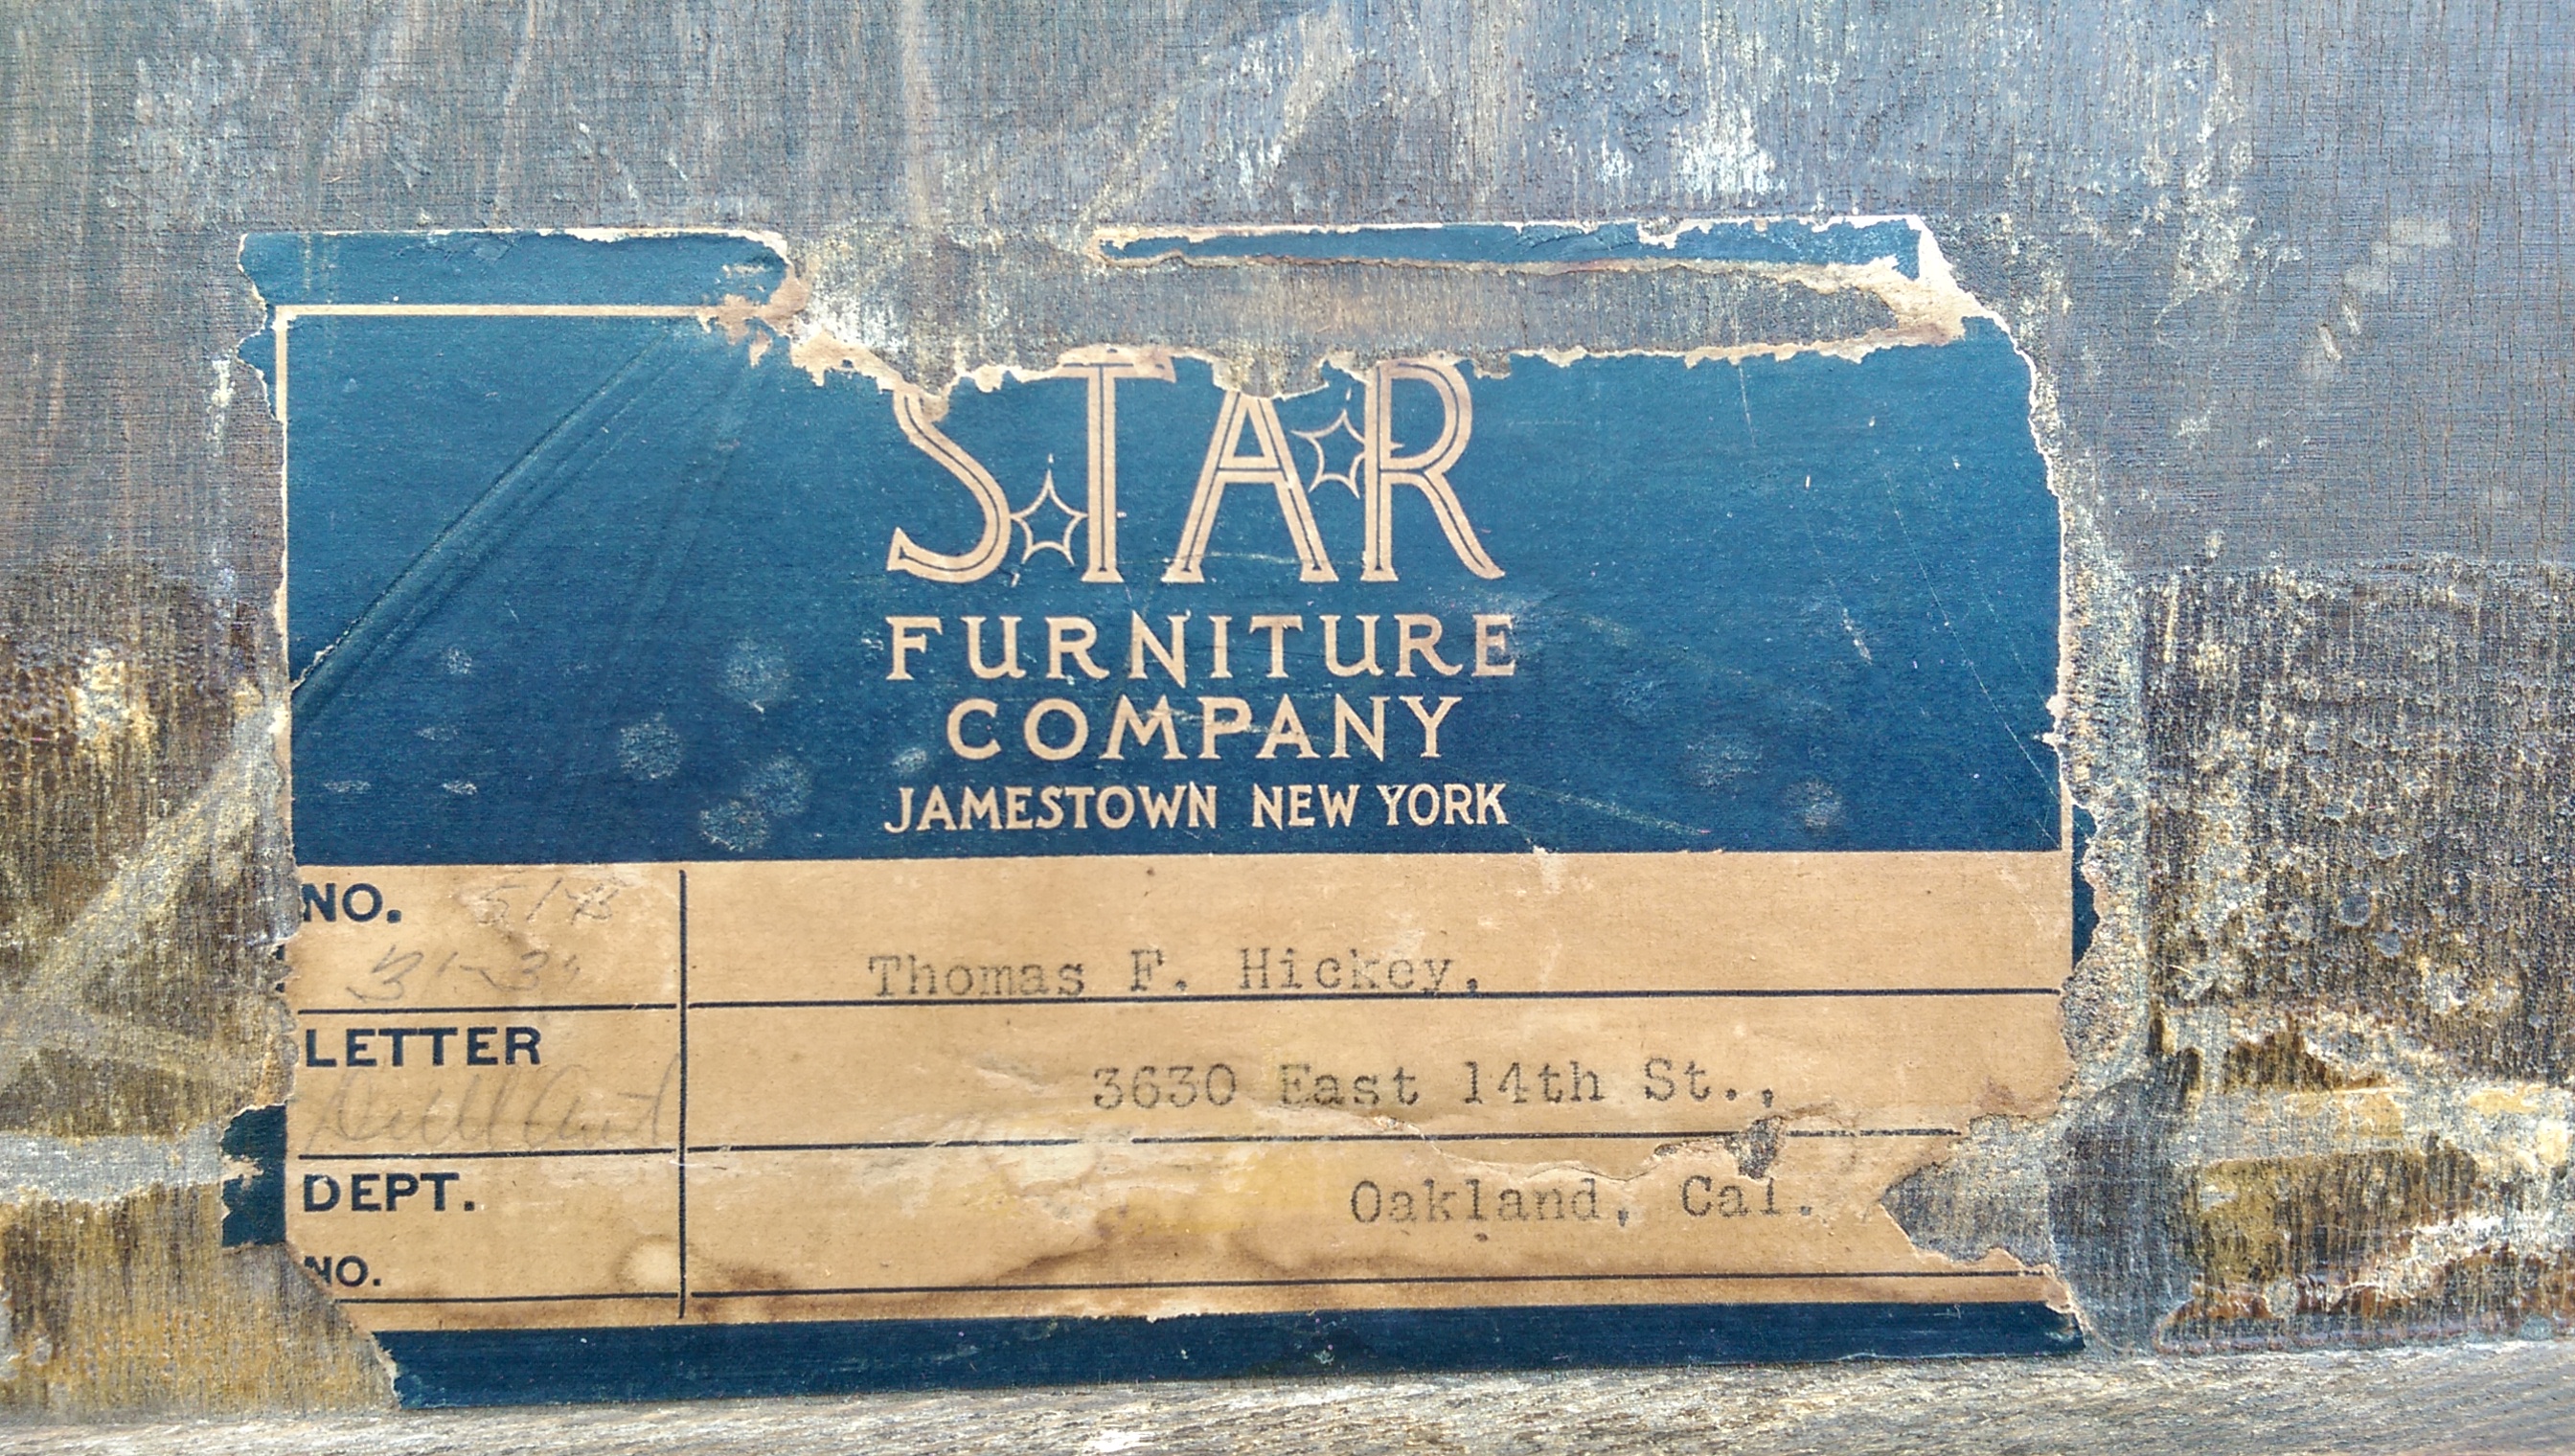 STAR
FURNITURE
COMPANY
JAMESTOWN NEW YORK
NO.
Thomas F. Hickey,
LETTER
3630 East 14th St.,
DEPT.
Oakland, Cal.
NO.